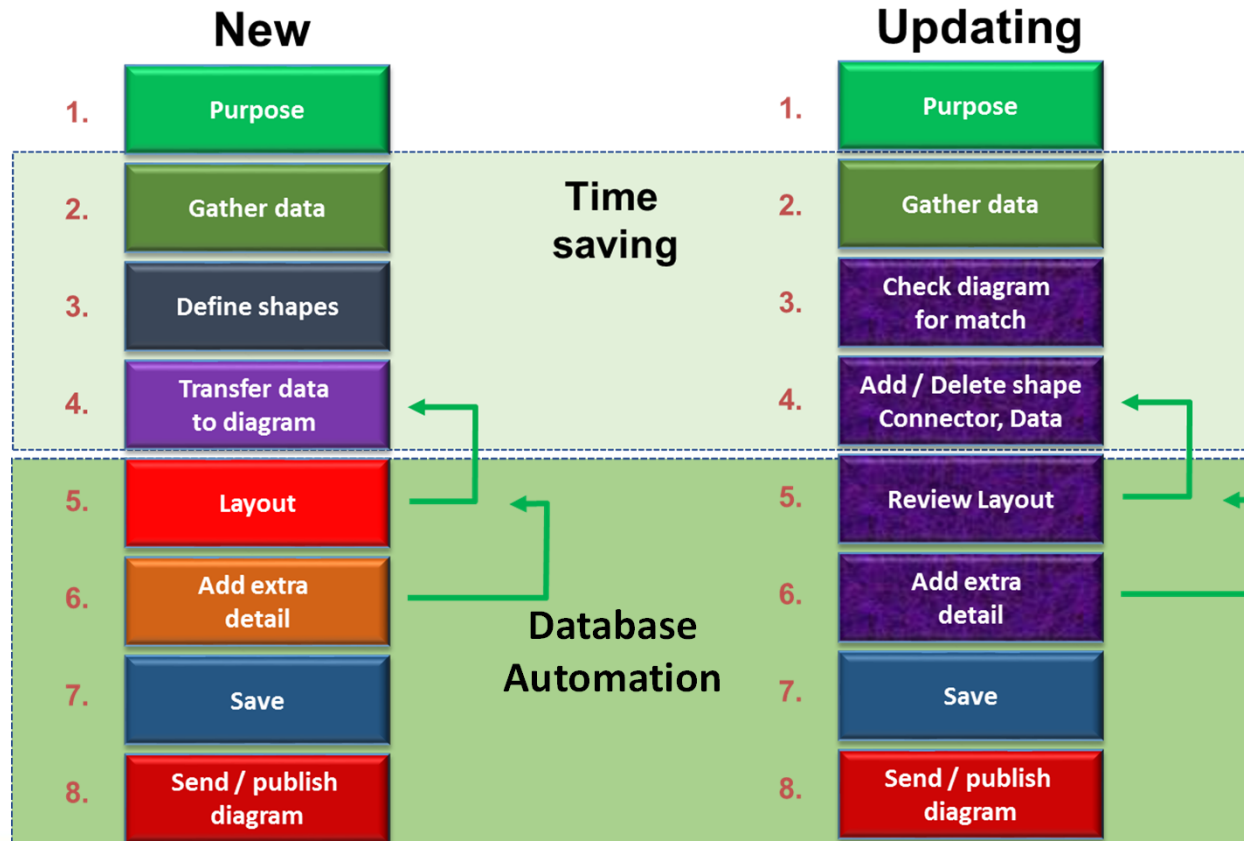 New
1.
Purpose
2.
Gather data
3.
Define shapes
4.
Transfer data
to diagram
5.
Layout
6.
Add extra
detail
7.
Save
8.
Send / publish
diagram
Time
saving
Database
Automation
Updating
1.
Purpose
2.
Gather data
3.
Check diagram
for match
4.
Add / Delete shape
Connector, Data
5.
Review Layout
6.
Add extra
detail
7.
Save
8.
Send / publish
diagram